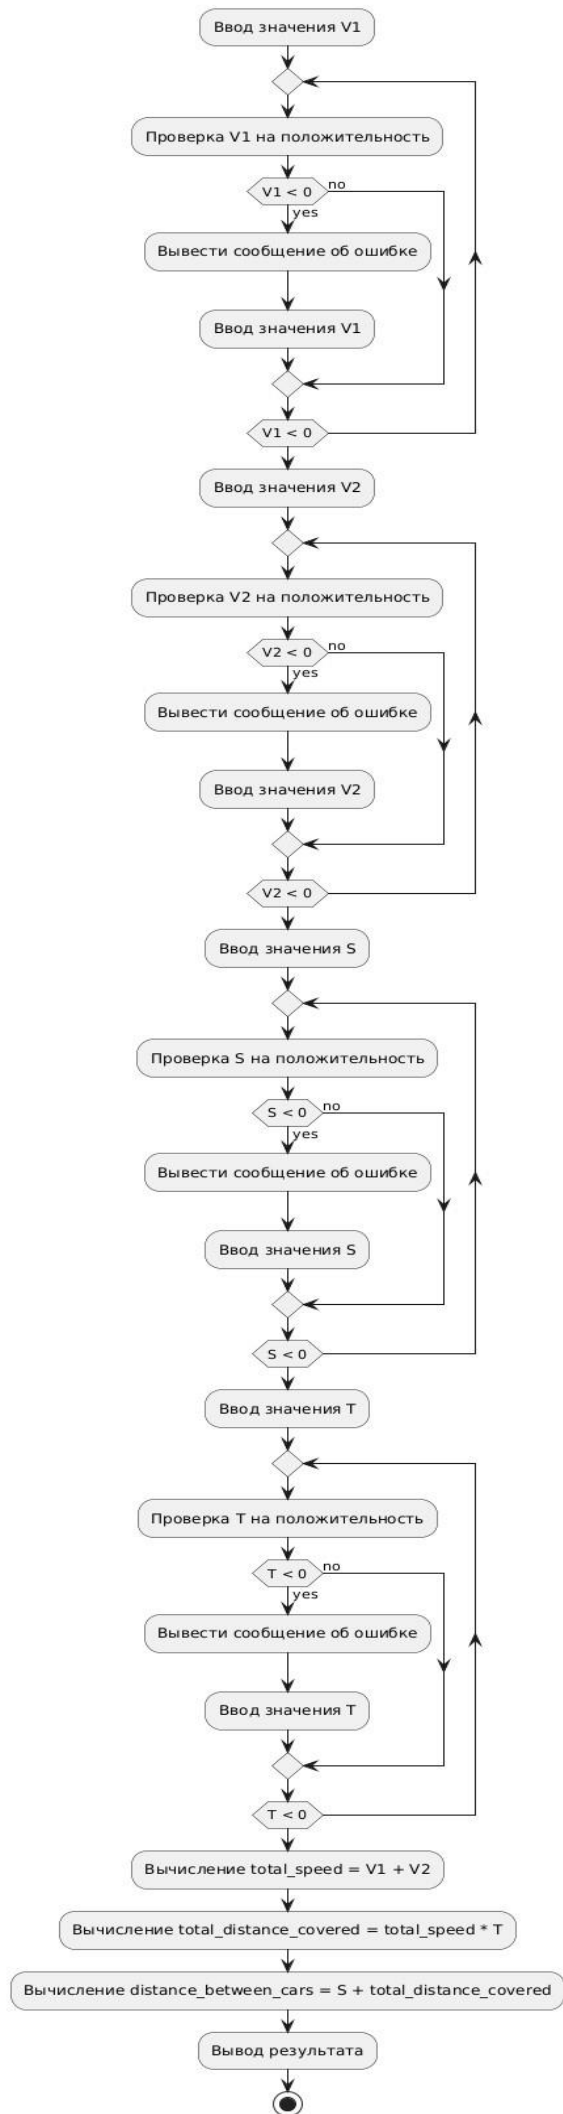 Ввод значения V1
Проверка V1 на положительность
V1 < 0
no
yes
Вывести сообщение об ошибке
Ввод значения V1
V1 < 0
Ввод значения V2
Проверка V2 на положительность
V2 < 0
no
yes
Вывести сообщение об ошибке
Ввод значения V2
V2 < 0
Ввод значения S
Проверка S на положительность
S < 0
no
yes
Вывести сообщение об ошибке
Ввод значения S
S < 0
Ввод значения T
Проверка T на положительность
T < 0
no
yes
Вывести сообщение об ошибке
Ввод значения T
T < 0
Вычисление total_speed = V1 + V2
Вычисление total_distance_covered = total_speed * T
Вычисление distance_between_cars = S + total_distance_covered
Вывод результата